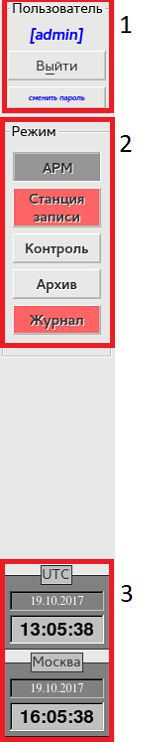 Пользователь
1
[admin]
Выйти
сменить пароль
2
Режим
АРМ
Станция
записи
Контроль
Архив
Журнал
3
UTC
19.10.2017
13:05:38
Москва
19.10.2017
16:05:38